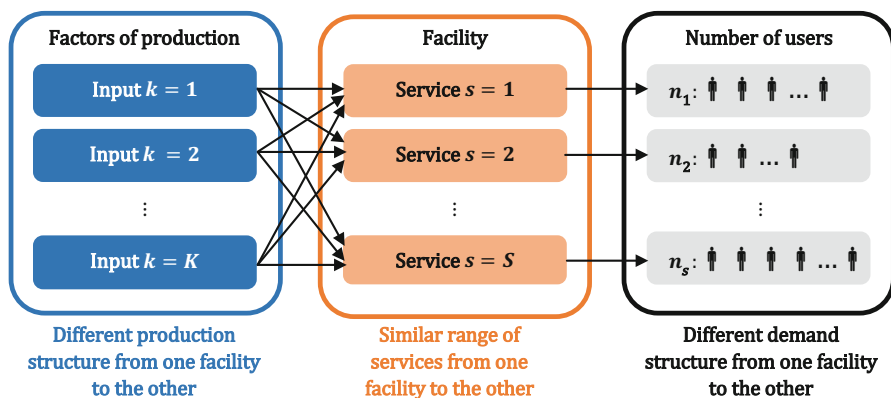 Factors of production
Facility
Number of users
Input k = 1
Service s = 1
n₁: ...
Input k = 2
Service s = 2
n₂: ...
⋮
⋮
⋮
Input k = K
Service s = S
nₛ: ...
Different production
structure from one facility
to the other
Similar range of
services from one
facility to the other
Different demand
structure from one facility
to the other